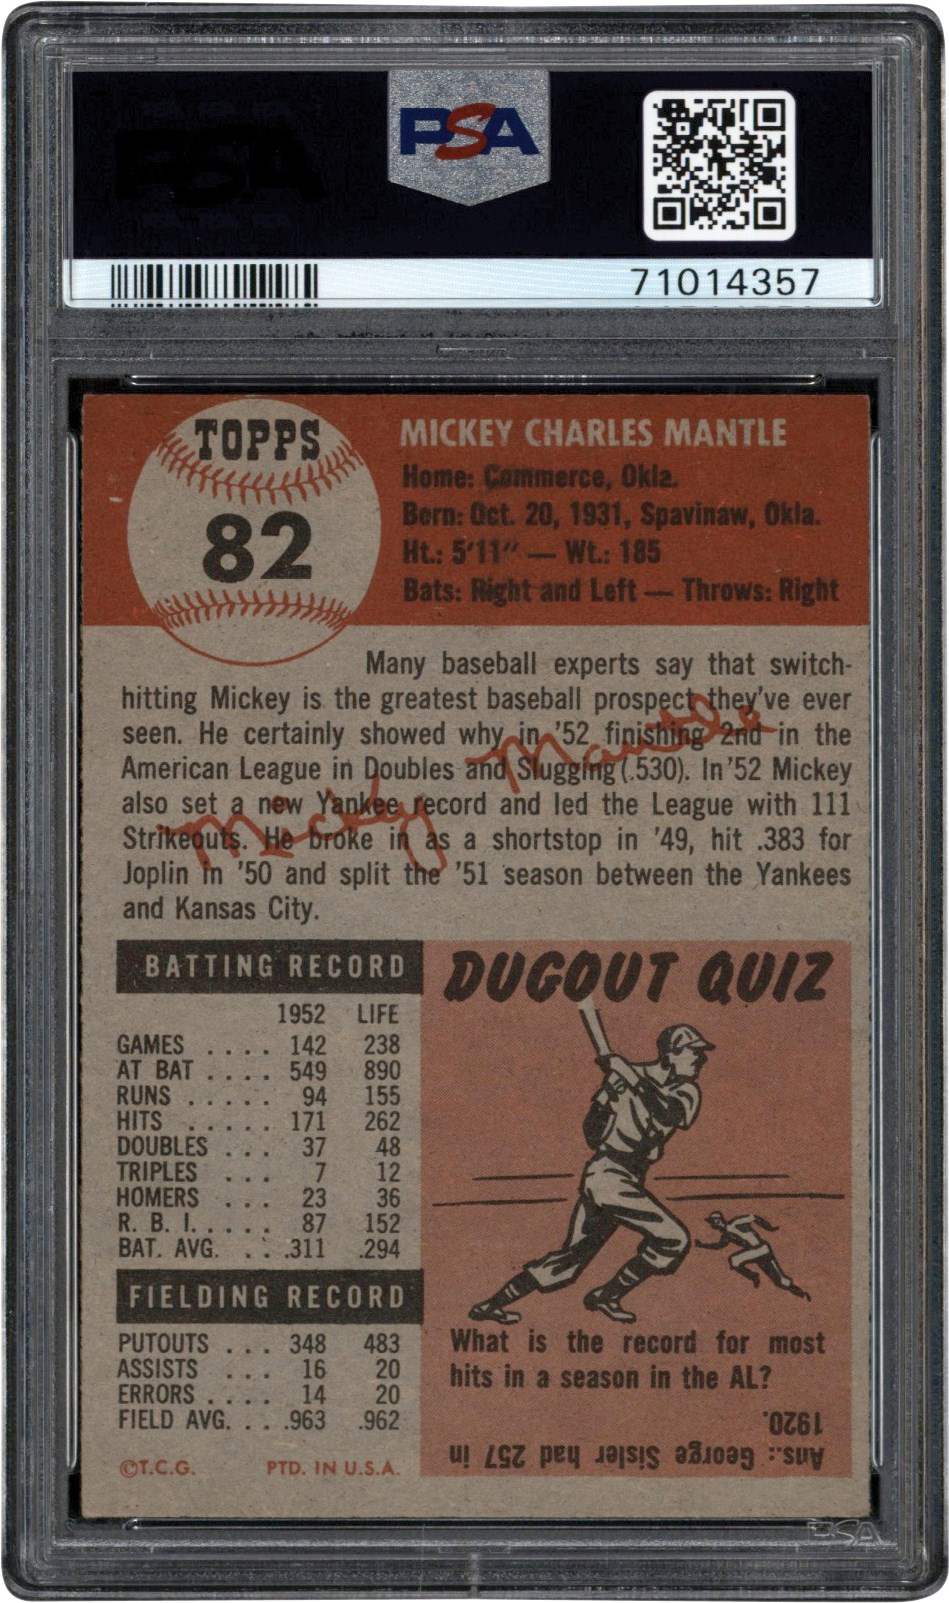 PSA
71014357
TOPPS
82
MICKEY CHARLES MANTLE
Home: Commerce, Okla.
Born: Oct. 20, 1931, Spavinaw, Okla.
Ht.: 5'11" — Wt.: 185
Bats: Right and Left — Throws: Right
Many baseball experts say that switch-
hitting Mickey is the greatest baseball prospect they've ever
seen. He certainly showed why in '52 finishing 2nd in the
American League in Doubles and Slugging (.530). In '52 Mickey
also set a new Yankee record and led the League with 111
Strikeouts. He broke in as a shortstop in '49, hit .383 for
Joplin in '50 and split the '51 season between the Yankees
and Kansas City.
Micky Mantle
BATTING RECORD
1952 LIFE
GAMES .... 142 238
AT BAT .... 549 890
RUNS ..... 94 155
HITS ..... 171 262
DOUBLES ... 37 48
TRIPLES ... 7 12
HOMERS ... 23 36
R. B. I. .... 87 152
BAT. AVG. ...311 .294
FIELDING RECORD
PUTOUTS ... 348 483
ASSISTS ... 16 20
ERRORS .... 14 20
FIELD AVG. ...963 .962
©T.C.G. PTD. IN U.S.A.
DUGOUT QUIZ
What is the record for most
hits in a season in the AL?
Ans.: George Sisler had 257 in
1920.
PSA